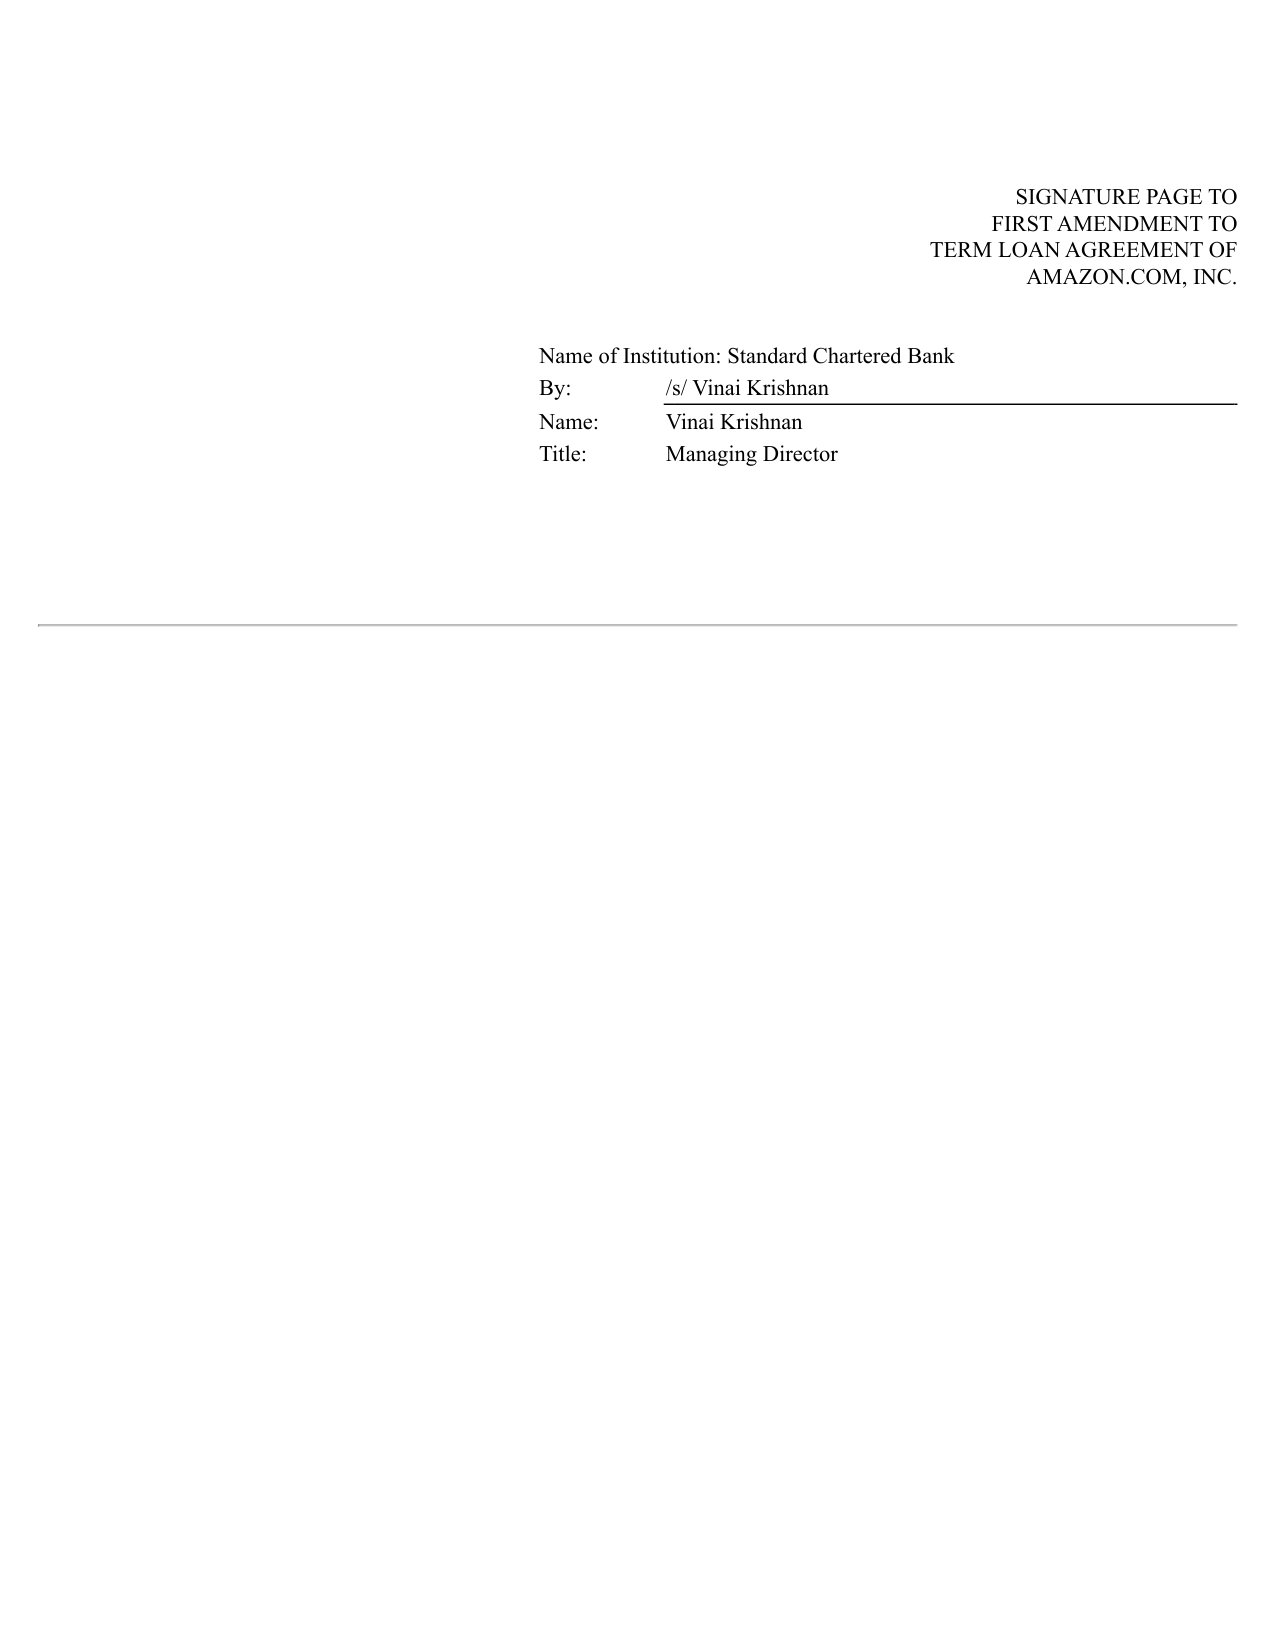 SIGNATURE PAGE TO
FIRST AMENDMENT TO
TERM LOAN AGREEMENT OF
AMAZON.COM, INC.
Name of Institution: Standard Chartered Bank
By: /s/ Vinai Krishnan
Name: Vinai Krishnan
Title: Managing Director